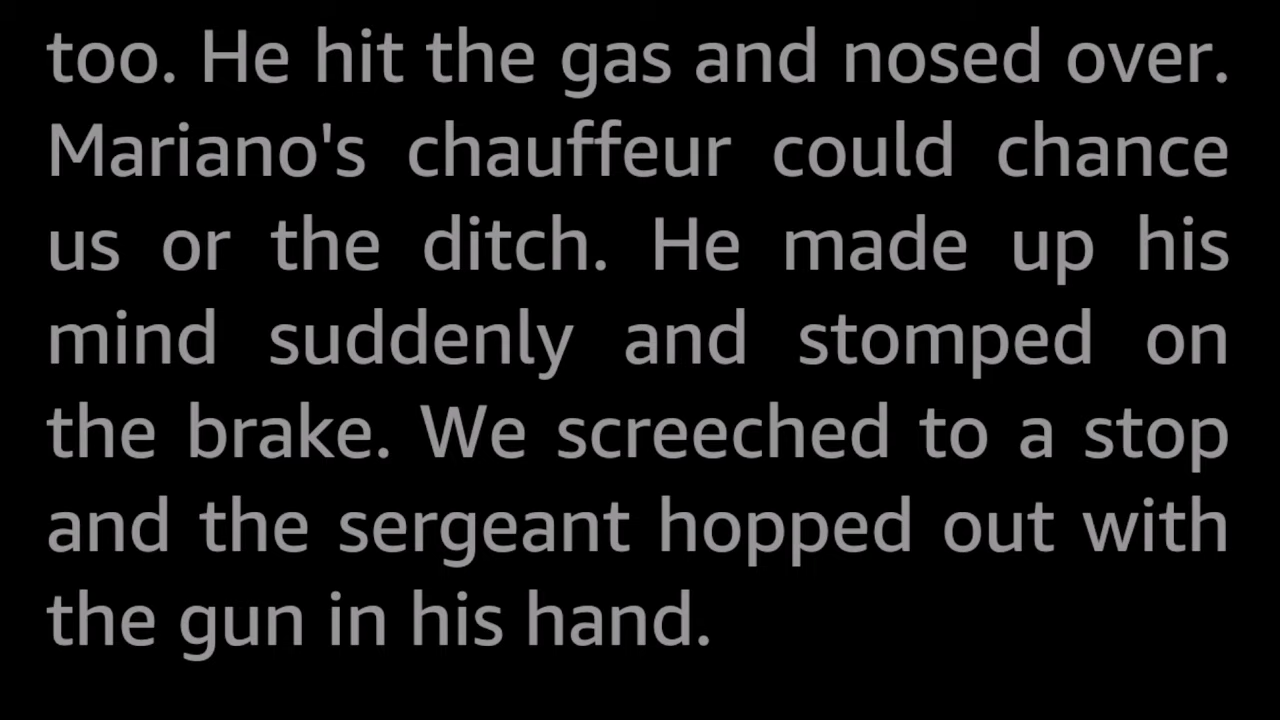 too. He hit the gas and nosed over.
Mariano's chauffeur could chance
us or the ditch. He made up his
mind suddenly and stomped on
the brake. We screeched to a stop
and the sergeant hopped out with
the gun in his hand.